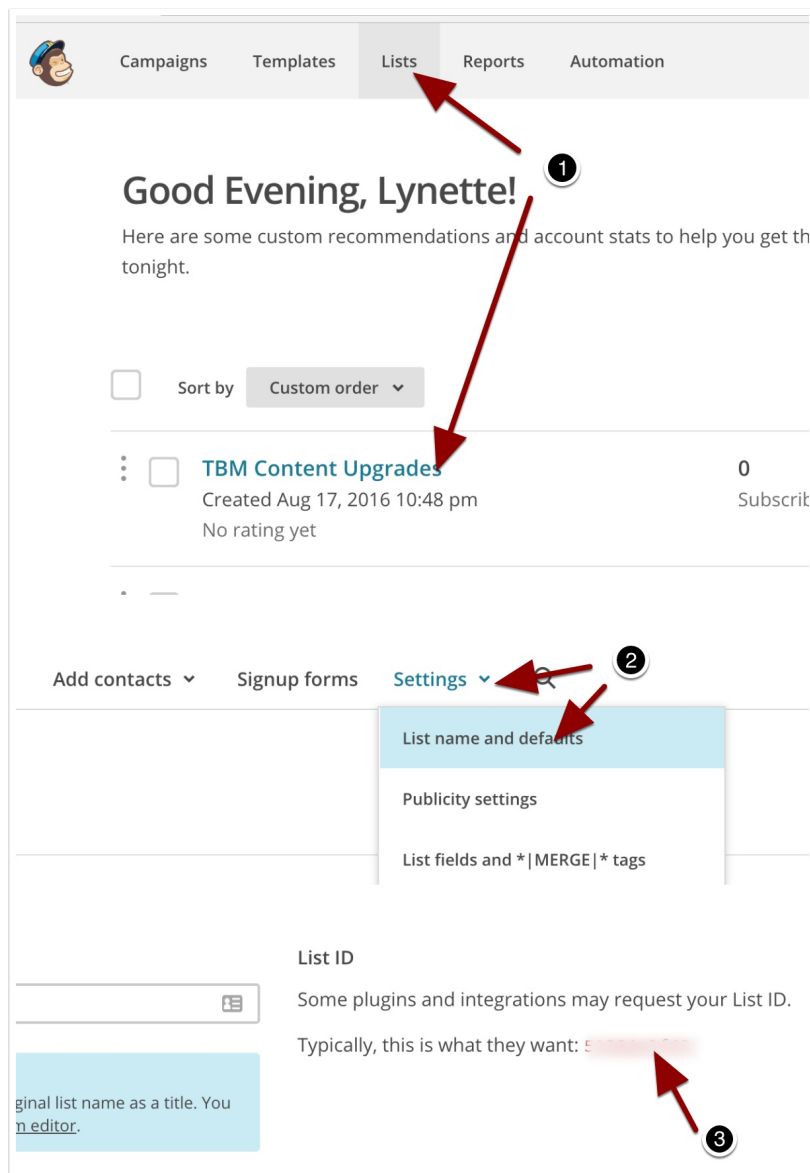 Campaigns Templates Lists Reports Automation
1
Good Evening, Lynette!
Here are some custom recommendations and account stats to help you get th
tonight.
Sort by Custom order
TBM Content Upgrades 0
Created Aug 17, 2016 10:48 pm Subscrib
No rating yet
2
Add contacts Signup forms Settings
List name and defaults
Publicity settings
List fields and *|MERGE|* tags
List ID
Some plugins and integrations may request your List ID.
Typically, this is what they want:
ginal list name as a title. You
m editor.
3